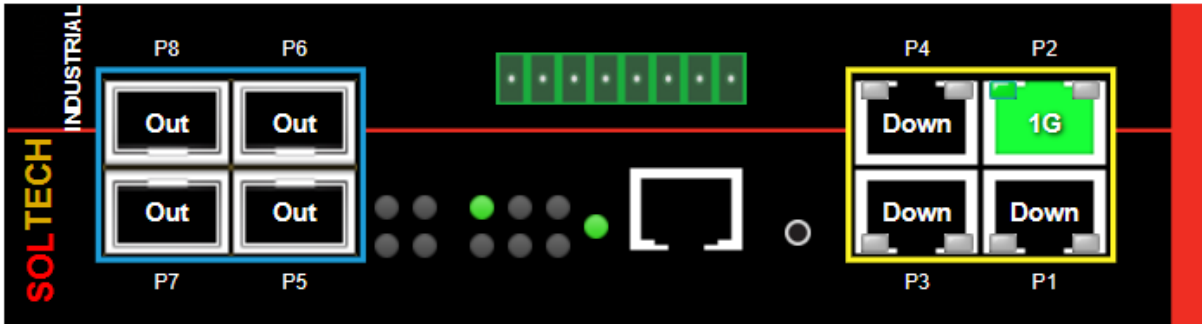 INDUSTRIAL
SOLTECH
P8 P6
Out Out
Out Out
P7 P5
P4 P2
Down 1G
Down Down
P3 P1